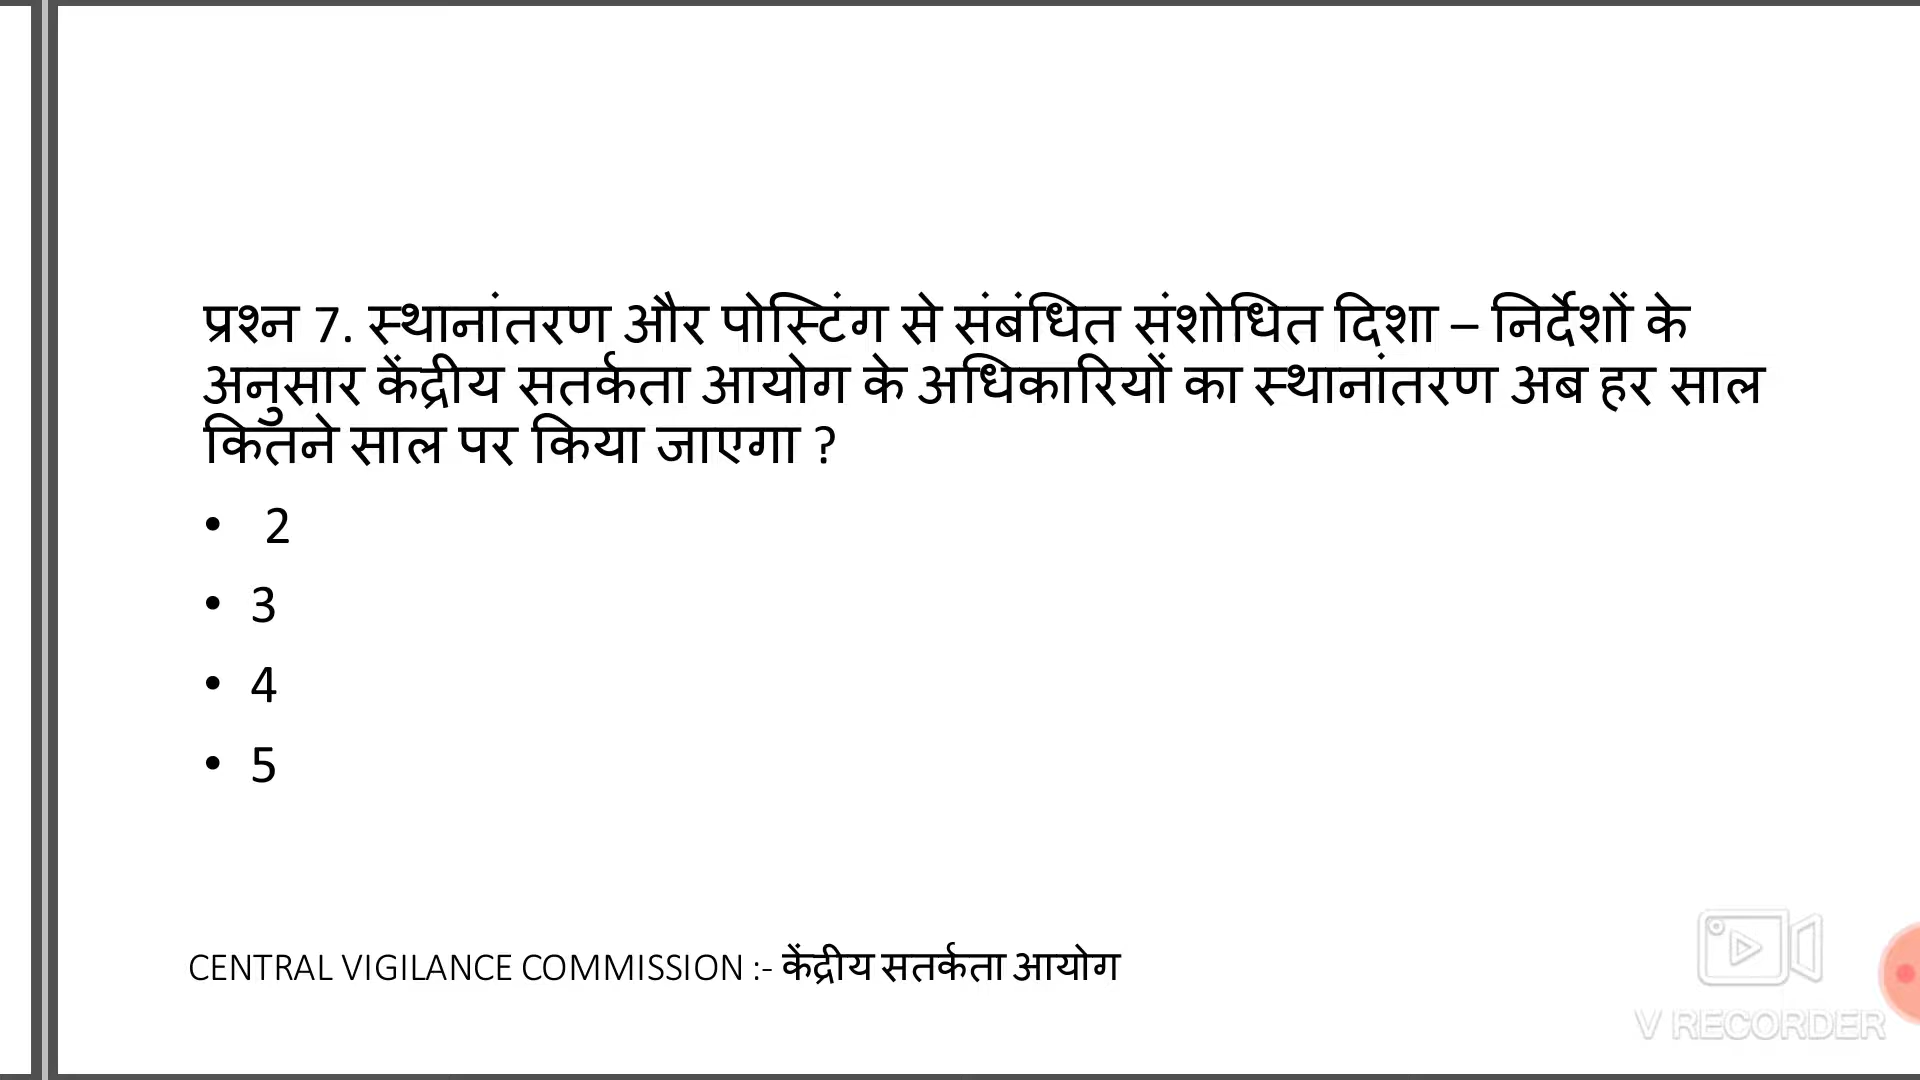 प्रश्न 7. स्थानांतरण और पोस्टिंग से संबंधित संशोधित दिशा – निर्देशों के
अनुसार केंद्रीय सतर्कता आयोग के अधिकारियों का स्थानांतरण अब हर साल
कितने साल पर किया जाएगा ?
• 2
• 3
• 4
• 5
CENTRAL VIGILANCE COMMISSION :- केंद्रीय सतर्कता आयोग
V RECORDER